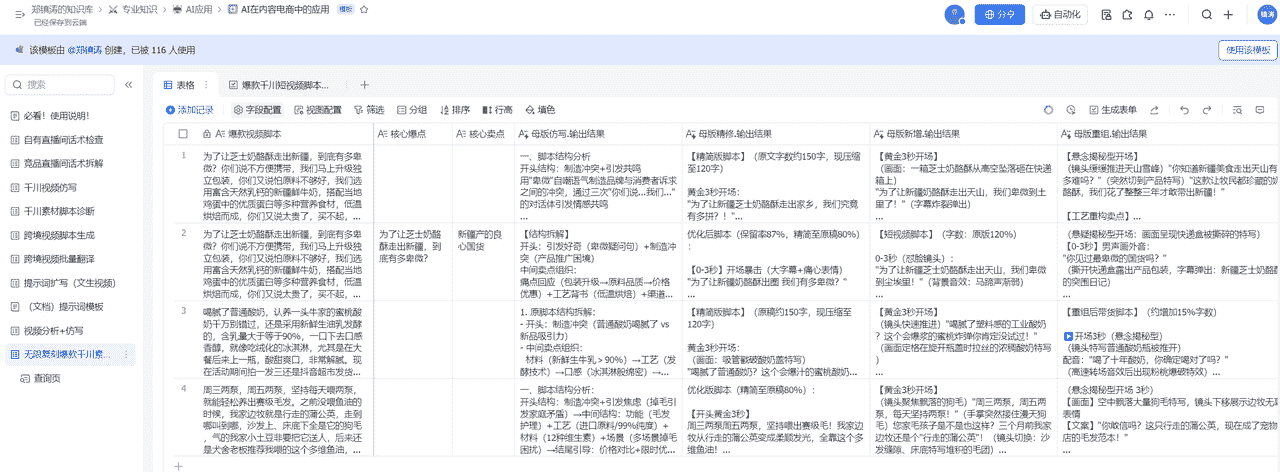 郑镇涛的知识库 > 专业知识 > AI应用 > AI在内容电商中的应用 模板
已经保存到云端
分享
自动化
镇涛
该模板由 @郑镇涛 创建，已被 116 人使用
使用该模板
搜索
必看！使用说明！
自有直播间话术检查
竞品直播间话术拆解
千川视频仿写
千川素材脚本诊断
跨境视频脚本生成
跨境视频批量翻译
提示词扩写（文生视频）
（文档）提示词模板
视频分析+仿写
无限复刻爆款千川素...
查询页
表格
爆款千川短视频脚本...
添加记录
字段配置
视图配置
筛选
分组
排序
行高
填色
生成表单
爆款视频脚本
核心爆点
核心卖点
母版仿写.输出结果
母版精修.输出结果
母版新增.输出结果
母版重组.输出结果
1
为了让芝士奶酪酥走出新疆，到底有多卑
微？你们说不方便携带，我们马上升级独
立包装，你们又说怕原料不够好，我们选
用富含天然乳钙的新疆鲜牛奶，搭配当地
鸡蛋中的优质蛋白等多种营养食材，低温
烘焙而成，你们又说太贵了，买不起，...
一、脚本结构分析
开头结构：制造冲突+引发共鸣
用"卑微"自嘲语气制造品牌与消费者诉求
之间的冲突，通过三次"你们说...我们..."
的对话体引发情感共鸣
...
【精简版脚本】（原文字数约150字，现压缩
至120字）
黄金3秒开场：
"为了让新疆芝士奶酪酥走出家乡，我们究竟
有多拼？！"
...
【黄金3秒开场】
（画面：一箱芝士奶酪酥从高空坠落砸在快递
箱上）
"为了让新疆芝士奶酪酥走出天山，我们卑微到土
里了！"（字幕炸裂弹出）
...
【悬念揭秘型开场】
（镜头缓缓推进天山雪峰）"你知道新疆美食走出天山有
多难吗？"（突然切到产品特写）"这款让牧民都珍藏的奶
酪酥，我们花了整整三年才敢带出新疆！"
【工艺重构卖点】...
2
为了让芝士奶酪酥走出新疆，到底有多卑
微？你们说不方便携带，我们马上升级独
立包装，你们又说怕原料不够好，我们选
用富含天然乳钙的新疆鲜牛奶，搭配当地
鸡蛋中的优质蛋白等多种营养食材，低温
烘焙而成，你们又说太贵了，买不起，...
为了让芝士奶酪
酥走出新疆，到
底有多卑微？
新疆产的良
心国货
【结构拆解】
开头：引发好奇（卑微疑问句）+制造冲
突（产品推广困境）
中间卖点组织：
痛点回应（包装升级→原料品质→价格
优惠）+工艺背书（低温烘焙）+渠道...
优化后脚本（保留率87%，精简至原稿80%）
：
【0-3秒】开场暴击（大字幕+痛心表情）
"为了让新疆芝士奶酪酥出圈 我们有多卑微？"
...
【短视频脚本】（字数：原版120%）
0-3秒（怼脸镜头）：
"为了让新疆芝士奶酪酥走出天山，我们卑微
到尘埃里！"（背景音效：马蹄声渐弱）
...
（悬疑揭秘型开场：画面呈现快递盒被撕碎的特写）
【0-3秒】男声画外音：
"你见过最卑微的国货吗？"
（撕开快递盒露出产品包装，字幕弹出：新疆芝士奶酪酥
的突围日记）
...
3
喝腻了普通酸奶，认养一头牛家的蜜桃酸
奶千万别错过，还是采用新鲜生油乳发酵
的，含乳量大于等于90%，一口下去口感
香醇，就像吃绒化的冰淇淋，尤其是在大
餐后来上一瓶，酸甜爽口，非常解腻。现
在活动期间拍一发三还是抖音超市发货...
1. 原脚本结构拆解：
- 开头：制造冲突（普通酸奶喝腻了 vs
新品吸引力）
- 中间卖点组织：
材料（新鲜生牛乳＞90%）→工艺（发
酵技术）→口感（冰淇淋般绵密）→...
【精简版脚本】（原稿约150字，现压缩至
120字）
黄金3秒开场：
（画面：吸管戳破酸奶盖特写）
"喝腻了普通酸奶？这个会爆汁的蜜桃酸奶...
【黄金3秒开场】
（镜头快速推进）"喝腻了塑料感的工业酸奶
？这个会爆浆的蜜桃炸弹你肯定没试过！"
（画面定格在旋开瓶盖时拉丝的浓稠酸奶特写
）
...
【重组后带货脚本】（约增加15%字数）
开场3秒（悬念揭秘型）
（镜头特写普通酸奶瓶被推开）
配音："喝了十年酸奶，你确定喝对了吗？"
（高速转场音效后出现粉桃爆破特效）
...
4
周三两泵，周五两泵，坚持每天喂两泵，
就能轻松养出赛级毛发。之前没喂鱼油的
时候，我家边牧就是行走的蒲公英，走到
哪叫到哪，沙发上、床底下全是它的狗毛
，气的我家小土豆非要把它送人，后来还
是犬舍老板推荐我喂的这个多维鱼油，...
一、脚本结构分析
开头结构：制造冲突+引发焦虑（掉毛引
发家庭矛盾）→中间结构：功能（毛发
护理）+工艺（进口原料/99%纯度）+
材料（12种维生素）+场景（多场景掉毛
困扰）→结尾引导：价格对比+限时优...
优化版脚本（精简至原稿80%）：
【开头黄金3秒】
周三两泵周五两泵，坚持喂出赛级毛！我家边
牧从行走的蒲公英变成柔顺发光，全靠这个多
维鱼油！
...
【黄金3秒开场】
（镜头聚焦飘落的狗毛）"周三两泵，周五两
泵，每天坚持两泵！"（手掌突然接住漫天狗
毛）您家毛孩子是不是也这样？三个月前我家
边牧还是个"行走的蒲公英"！（镜头切换：沙
发缝隙、床底特写堆积的毛团）
...
（悬念揭秘型开场 3秒）
【画面】空中飘落大量狗毛特写，镜头下移展示边牧无辜
表情
【文案】"你敢信吗？这只行走的蒲公英，现在成了宠物
店的毛发范本！"
...